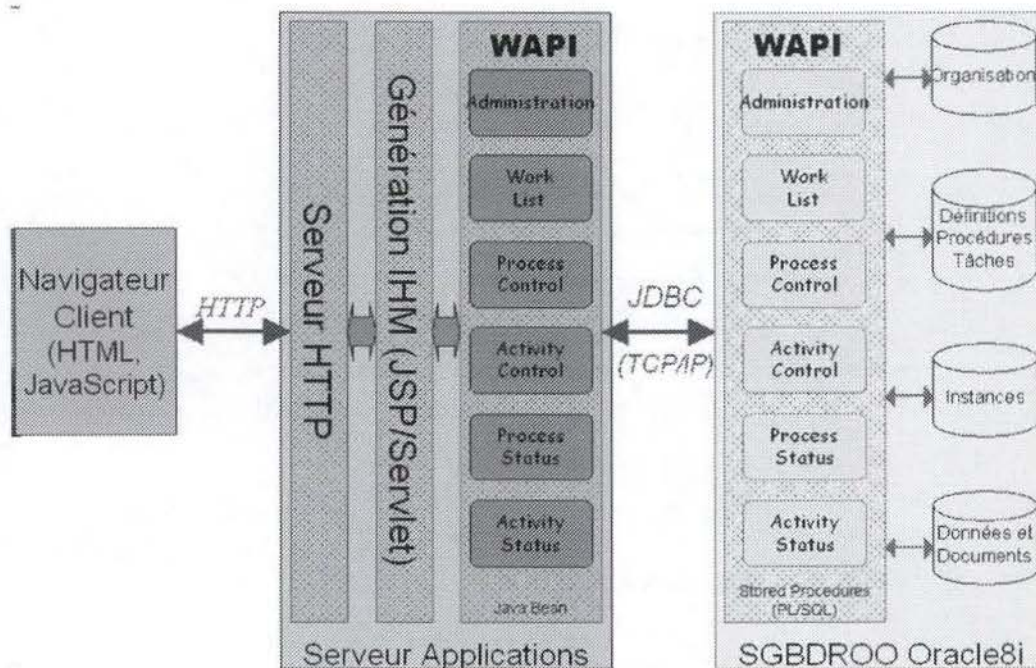 Navigateur
Client
(HTML,
JavaScript)
HTTP
Serveur HTTP
Génération IHM (JSP/Servlet)
WAPI
Administration
Work
List
Process
Control
Activity
Control
Process
Status
Activity
Status
Java Bean
Serveur Applications
JDBC
(TCP/IP)
WAPI
Administration
Work
List
Process
Control
Activity
Control
Process
Status
Activity
Status
Stored Procedures
(PL/SQL)
SGBDROO Oracle8i
Organisation
Définitions
Procédures
Tâches
Instances
Données et
Documents